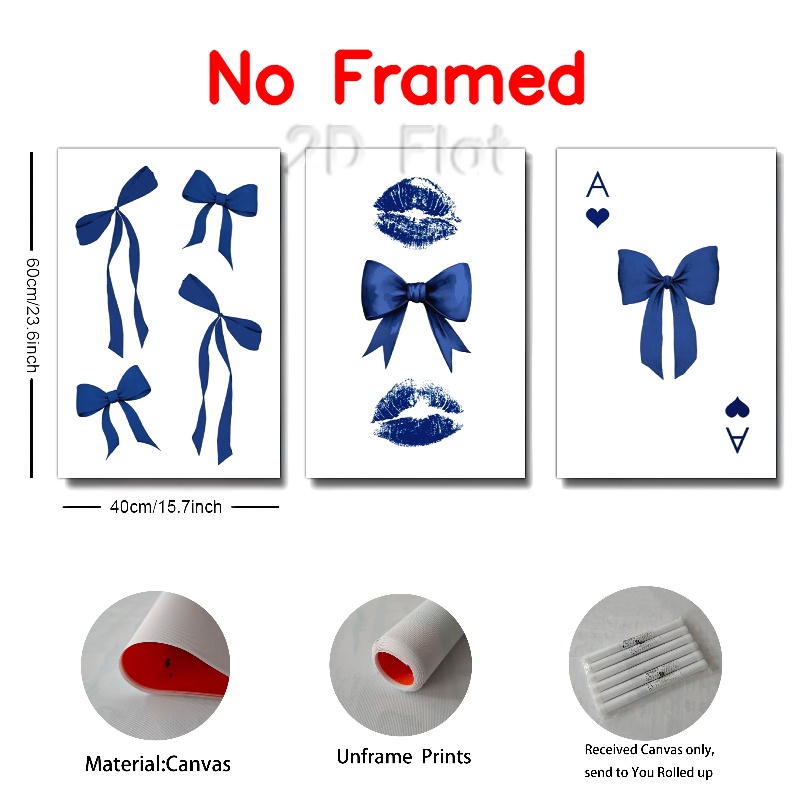 No Framed
2D Flat
60cm/23.6inch
40cm/15.7inch
A
A
Material:Canvas
Unframe Prints
Received Canvas only,
send to You Rolled up